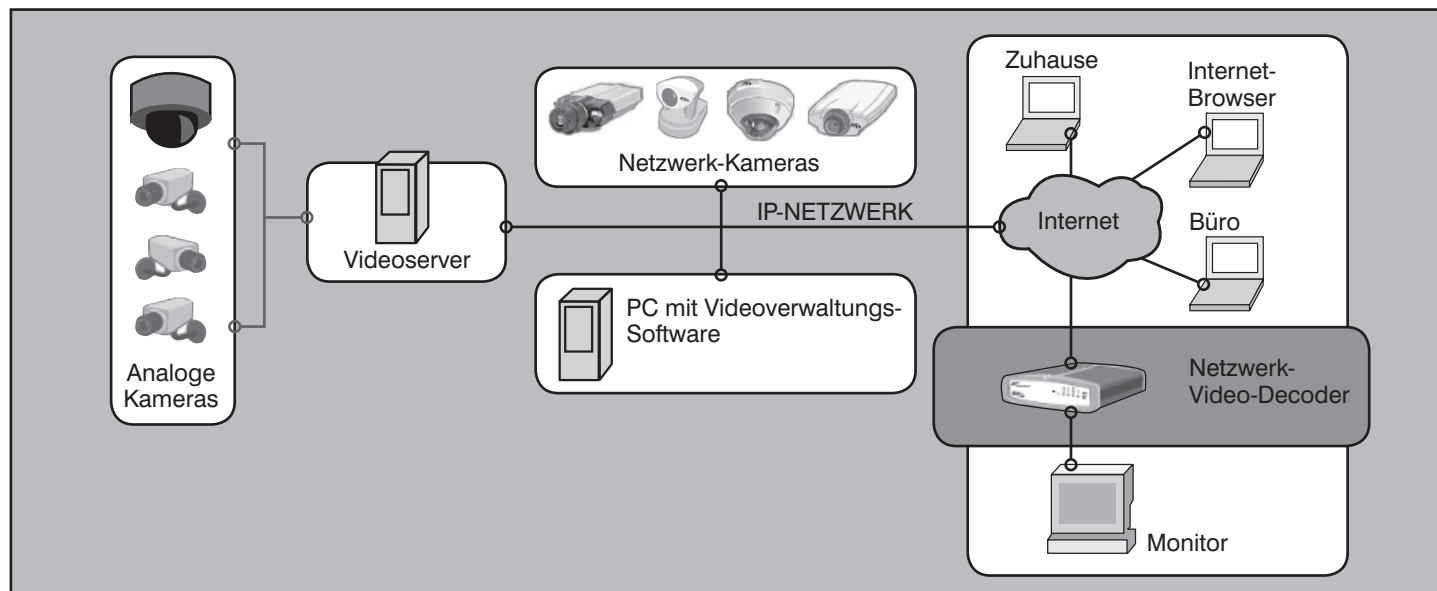 Analoge
Kameras
Videoserver
Netzwerk-Kameras
IP-NETZWERK
PC mit Videoverwaltungs-
Software
Zuhause
Internet-
Browser
Internet
Büro
Netzwerk-
Video-Decoder
Monitor